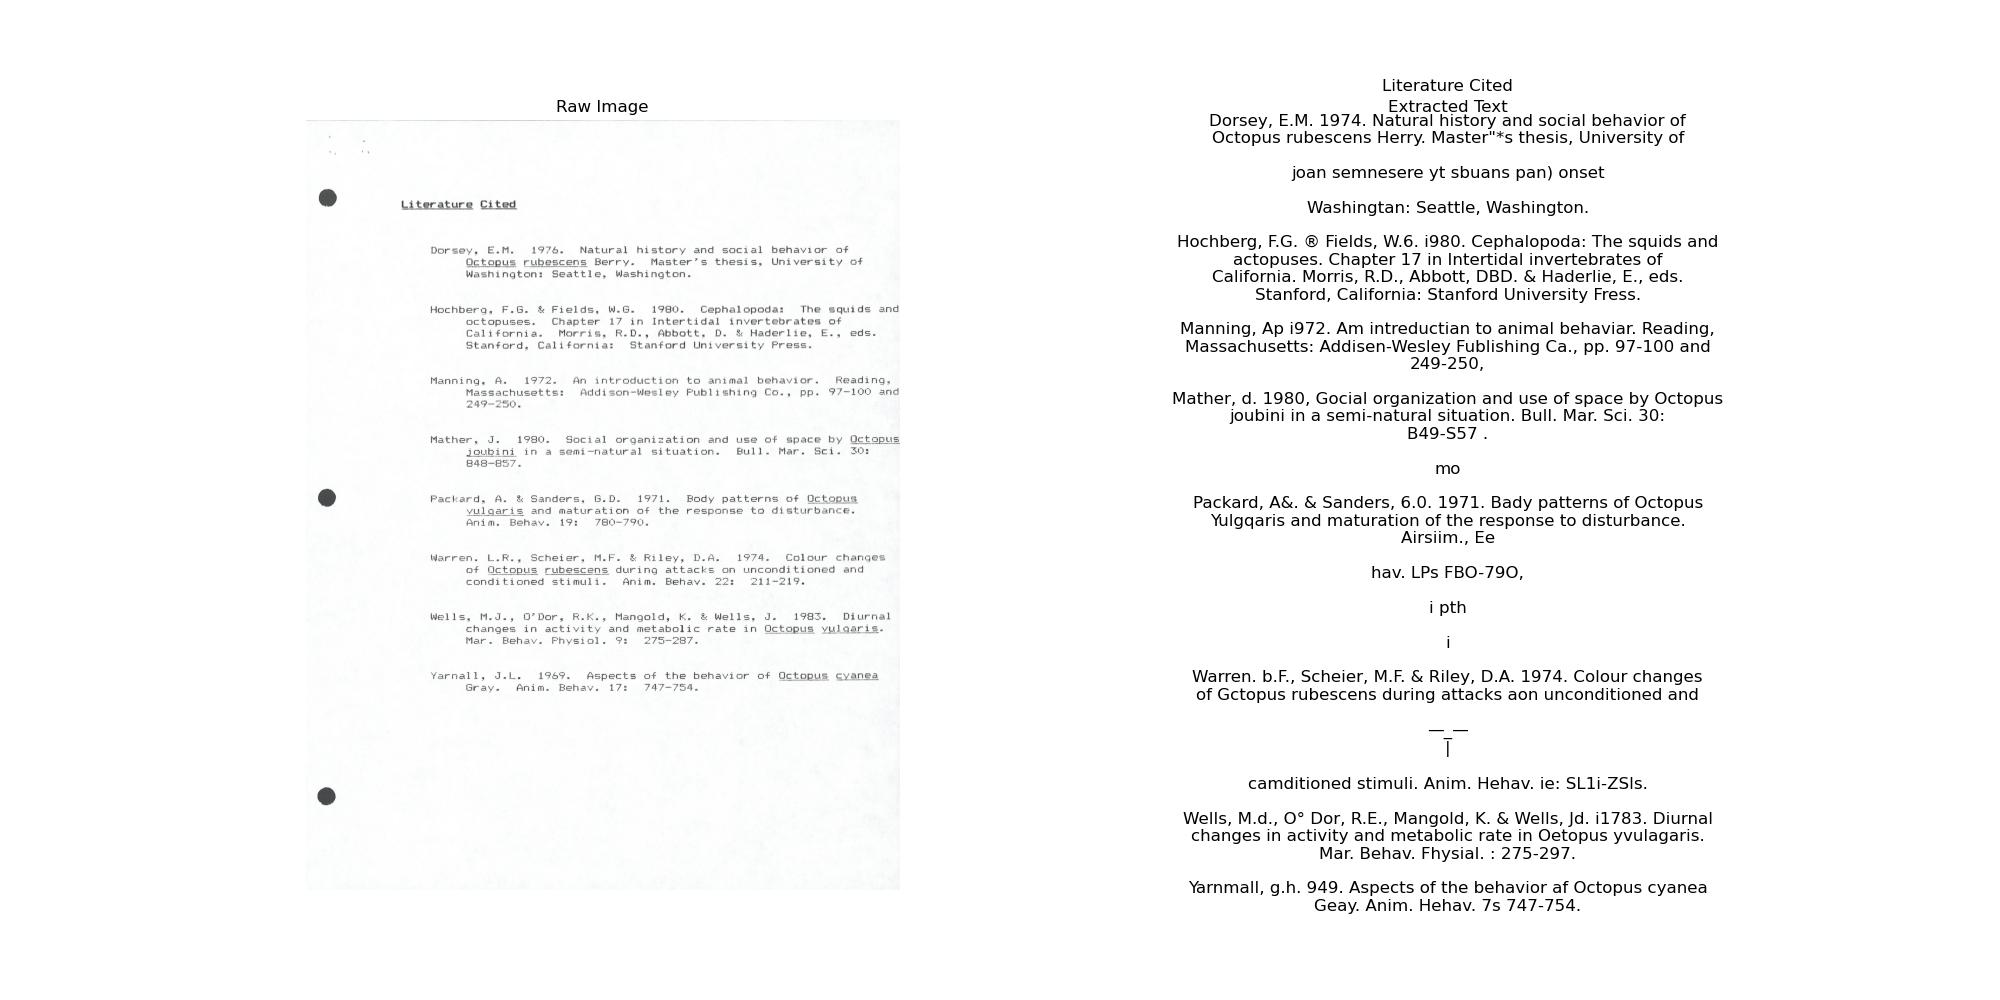 Raw Image
Literature Cited
Dorsey, E.M. 1976. Natural history and social behavior of
Octopus rubescens Berry. Master's thesis, University of
Washington: Seattle, Washington.
Hochberg, F.G. & Fields, W.G. 1980. Cephalopoda: The squids and
octopuses. Chapter 17 in Intertidal invertebrates of
California. Morris, R.D., Abbott, D. & Haderlie, E., eds.
Stanford, California: Stanford University Press.
Manning, A. 1972. An introduction to animal behavior. Reading,
Massachusetts: Addison-Wesley Publishing Co., pp. 97-100 and
249-250.
Mather, J. 1980. Social organization and use of space by Octopus
joubini in a semi-natural situation. Bull. Mar. Sci. 30:
848-857.
Packard, A. & Sanders, G.D. 1971. Body patterns of Octopus
vulgaris and maturation of the response to disturbance.
Anim. Behav. 19: 780-790.
Warren. L.R., Scheier, M.F. & Riley, D.A. 1974. Colour changes
of Octopus rubescens during attacks on unconditioned and
conditioned stimuli. Anim. Behav. 22: 211-219.
Wells, M.J., O'Dor, R.K., Mangold, K. & Wells, J. 1983. Diurnal
changes in activity and metabolic rate in Octopus vulgaris.
Mar. Behav. Physiol. 9: 275-287.
Yarnall, J.L. 1969. Aspects of the behavior of Octopus cyanea
Gray. Anim. Behav. 17: 747-754.
Literature Cited
Extracted Text
Dorsey, E.M. 1974. Natural history and social behavior of
Octopus rubescens Herry. Master"*s thesis, University of
joan semnesere yt sbuans pan) onset
Washingtan: Seattle, Washington.
Hochberg, F.G. ® Fields, W.6. i980. Cephalopoda: The squids and
actopuses. Chapter 17 in Intertidal invertebrates of
California. Morris, R.D., Abbott, DBD. & Haderlie, E., eds.
Stanford, California: Stanford University Press.
Manning, Ap i972. Am intreductian to animal behaviar. Reading,
Massachusetts: Addisen-Wesley Fublishing Ca., pp. 97-100 and
249-250,
Mather, d. 1980, Gocial organization and use of space by Octopus
joubini in a semi-natural situation. Bull. Mar. Sci. 30:
B49-S57 .
mo
Packard, A&. & Sanders, 6.0. 1971. Bady patterns of Octopus
Yulgqaris and maturation of the response to disturbance.
Airsiim., Ee
hav. LPs FBO-79O,
i pth
i
Warren. b.F., Scheier, M.F. & Riley, D.A. 1974. Colour changes
of Gctopus rubescens during attacks aon unconditioned and
—_—
|
camditioned stimuli. Anim. Hehav. ie: SL1i-ZSIs.
Wells, M.d., O° Dor, R.E., Mangold, K. & Wells, Jd. i1783. Diurnal
changes in activity and metabolic rate in Oetopus yvulagaris.
Mar. Behav. Fhysial. : 275-297.
Yarnmall, g.h. 949. Aspects of the behavior af Octopus cyanea
Geay. Anim. Hehav. 7s 747-754.